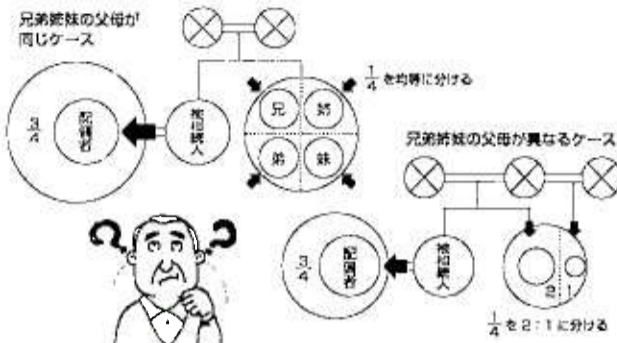 兄弟姉妹の父母が
同じケース
1/4を均等に分ける
3/4
配偶者
被相続人
兄
姉
弟
妹
兄弟姉妹の父母が異なるケース
3/4
配偶者
被相続人
2
1
1/4を2:1に分ける
? ?